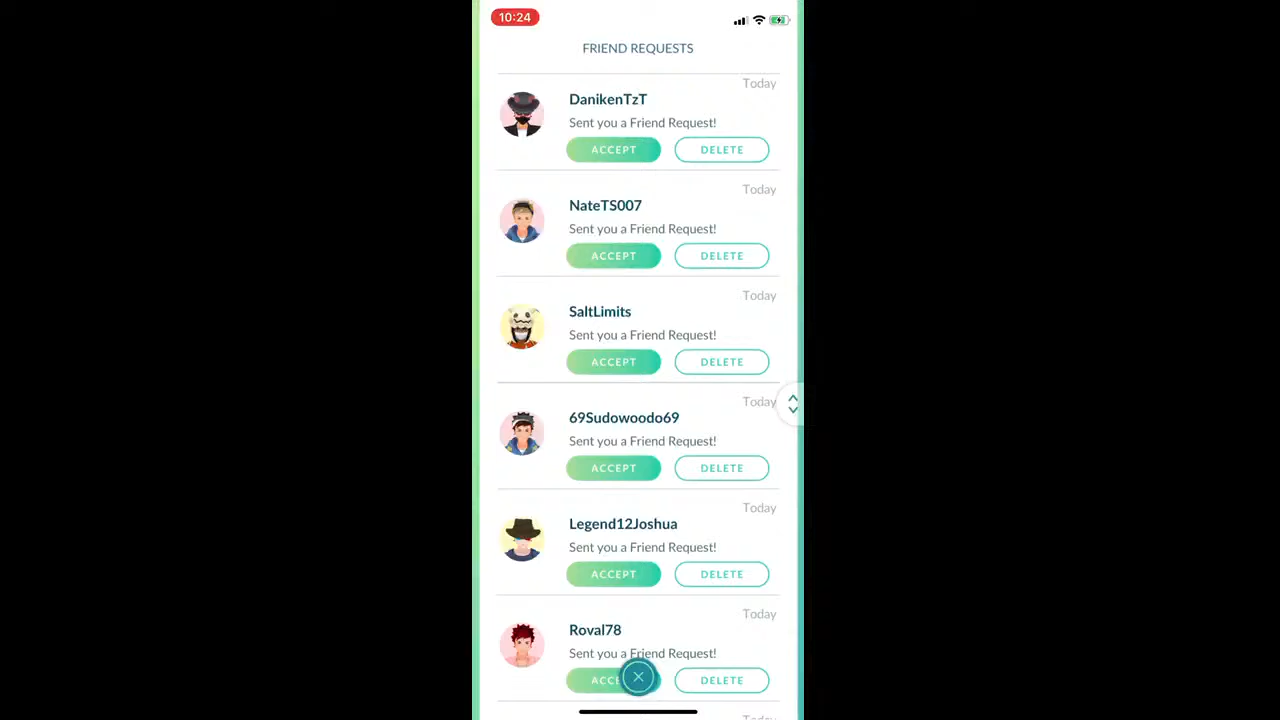 10:24
FRIEND REQUESTS
Today
DanikenTzT
Sent you a Friend Request!
ACCEPT DELETE
Today
NateTS007
Sent you a Friend Request!
ACCEPT DELETE
Today
SaltLimits
Sent you a Friend Request!
ACCEPT DELETE
Today
69Sudowoodo69
Sent you a Friend Request!
ACCEPT DELETE
Today
Legend12Joshua
Sent you a Friend Request!
ACCEPT DELETE
Today
Roval78
Sent you a Friend Request!
ACCE DELETE
Today